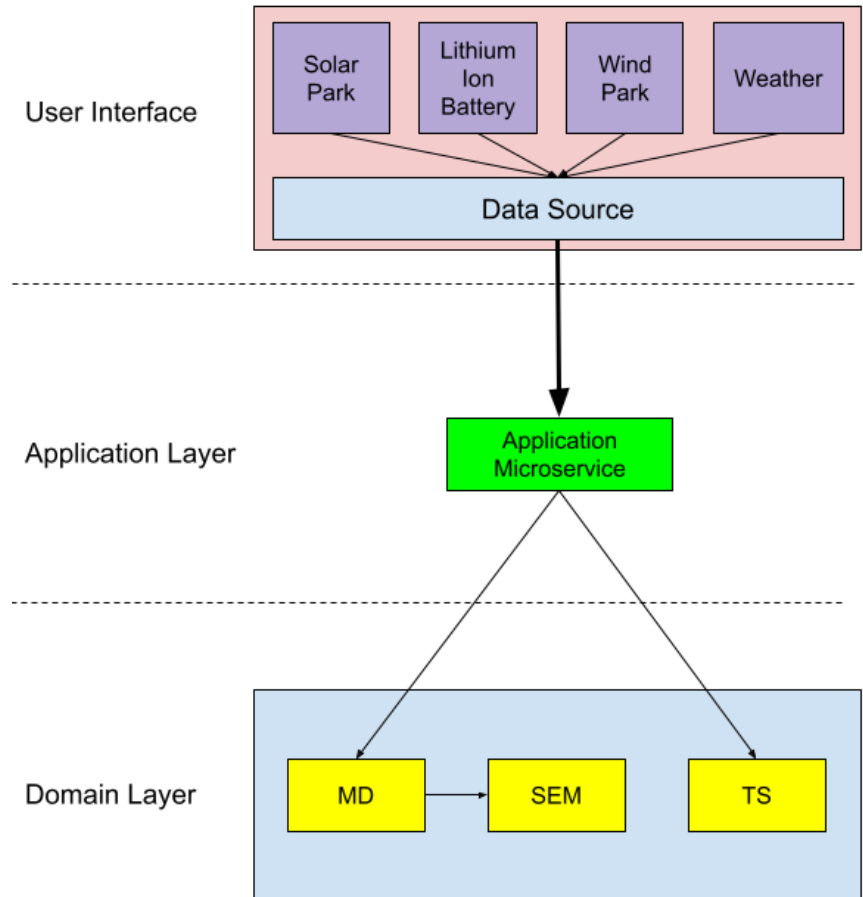 Solar
Park
Lithium
Ion
Battery
Wind
Park
Weather
User Interface
Data Source
Application Layer
Application
Microservice
Domain Layer
MD
SEM
TS